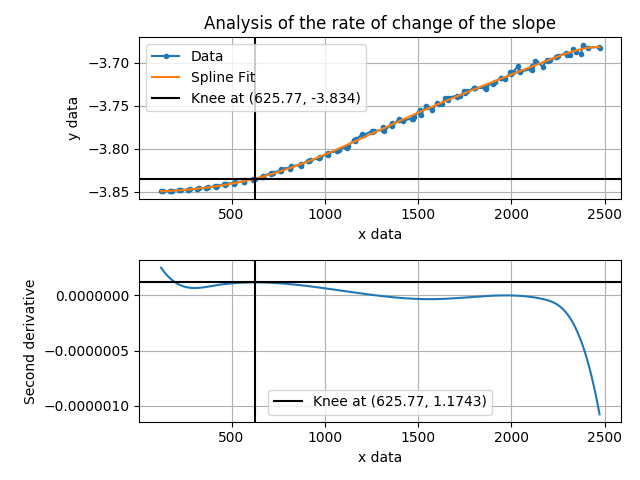 Analysis of the rate of change of the slope
y data
−3.70
−3.75
−3.80
−3.85
Data
Spline Fit
Knee at (625.77, -3.834)
500
1000
1500
2000
2500
x data
Second derivative
0.0000000
−0.0000005
−0.0000010
Knee at (625.77, 1.1743)
500
1000
1500
2000
2500
x data